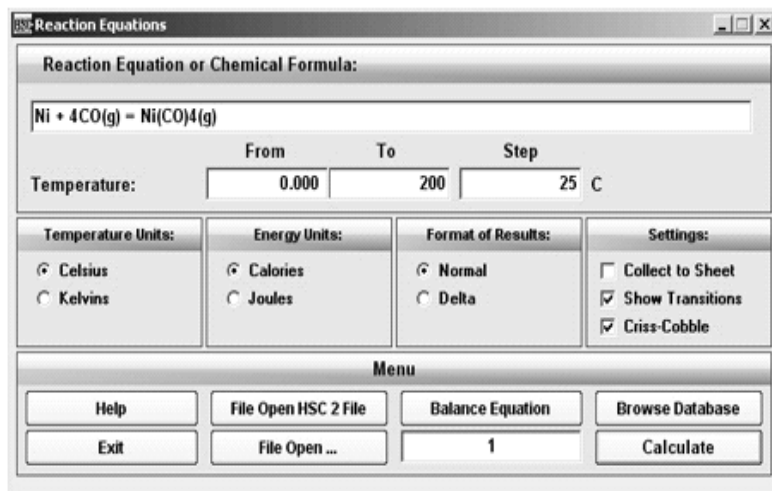 HSC Reaction Equations
Reaction Equation or Chemical Formula:
Ni + 4CO(g) = Ni(CO)4(g)
From To Step
Temperature: 0.000 200 25 C
Temperature Units: Energy Units: Format of Results: Settings:
Celsius Calories Normal Collect to Sheet
Kelvins Joules Delta Show Transitions
Criss-Cobble
Menu
Help File Open HSC 2 File Balance Equation Browse Database
Exit File Open ... 1 Calculate